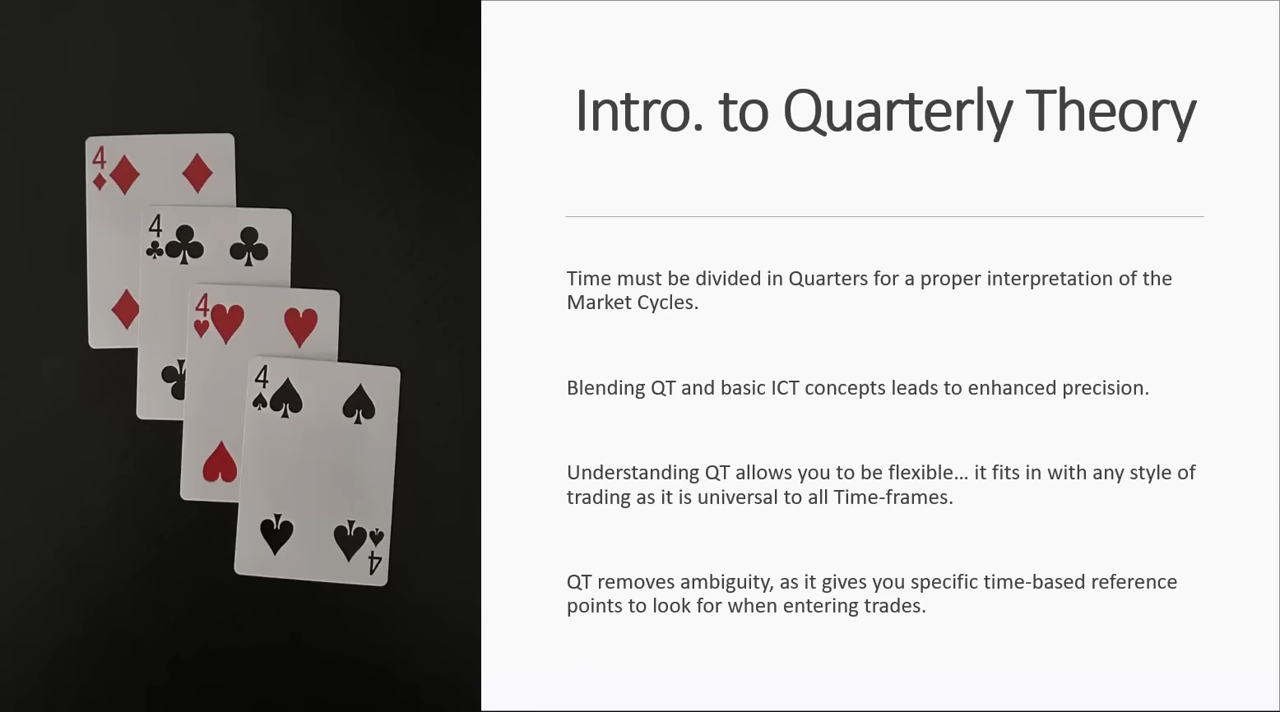 4
4
4
4
4
Intro. to Quarterly Theory
Time must be divided in Quarters for a proper interpretation of the
Market Cycles.
Blending QT and basic ICT concepts leads to enhanced precision.
Understanding QT allows you to be flexible... it fits in with any style of
trading as it is universal to all Time-frames.
QT removes ambiguity, as it gives you specific time-based reference
points to look for when entering trades.